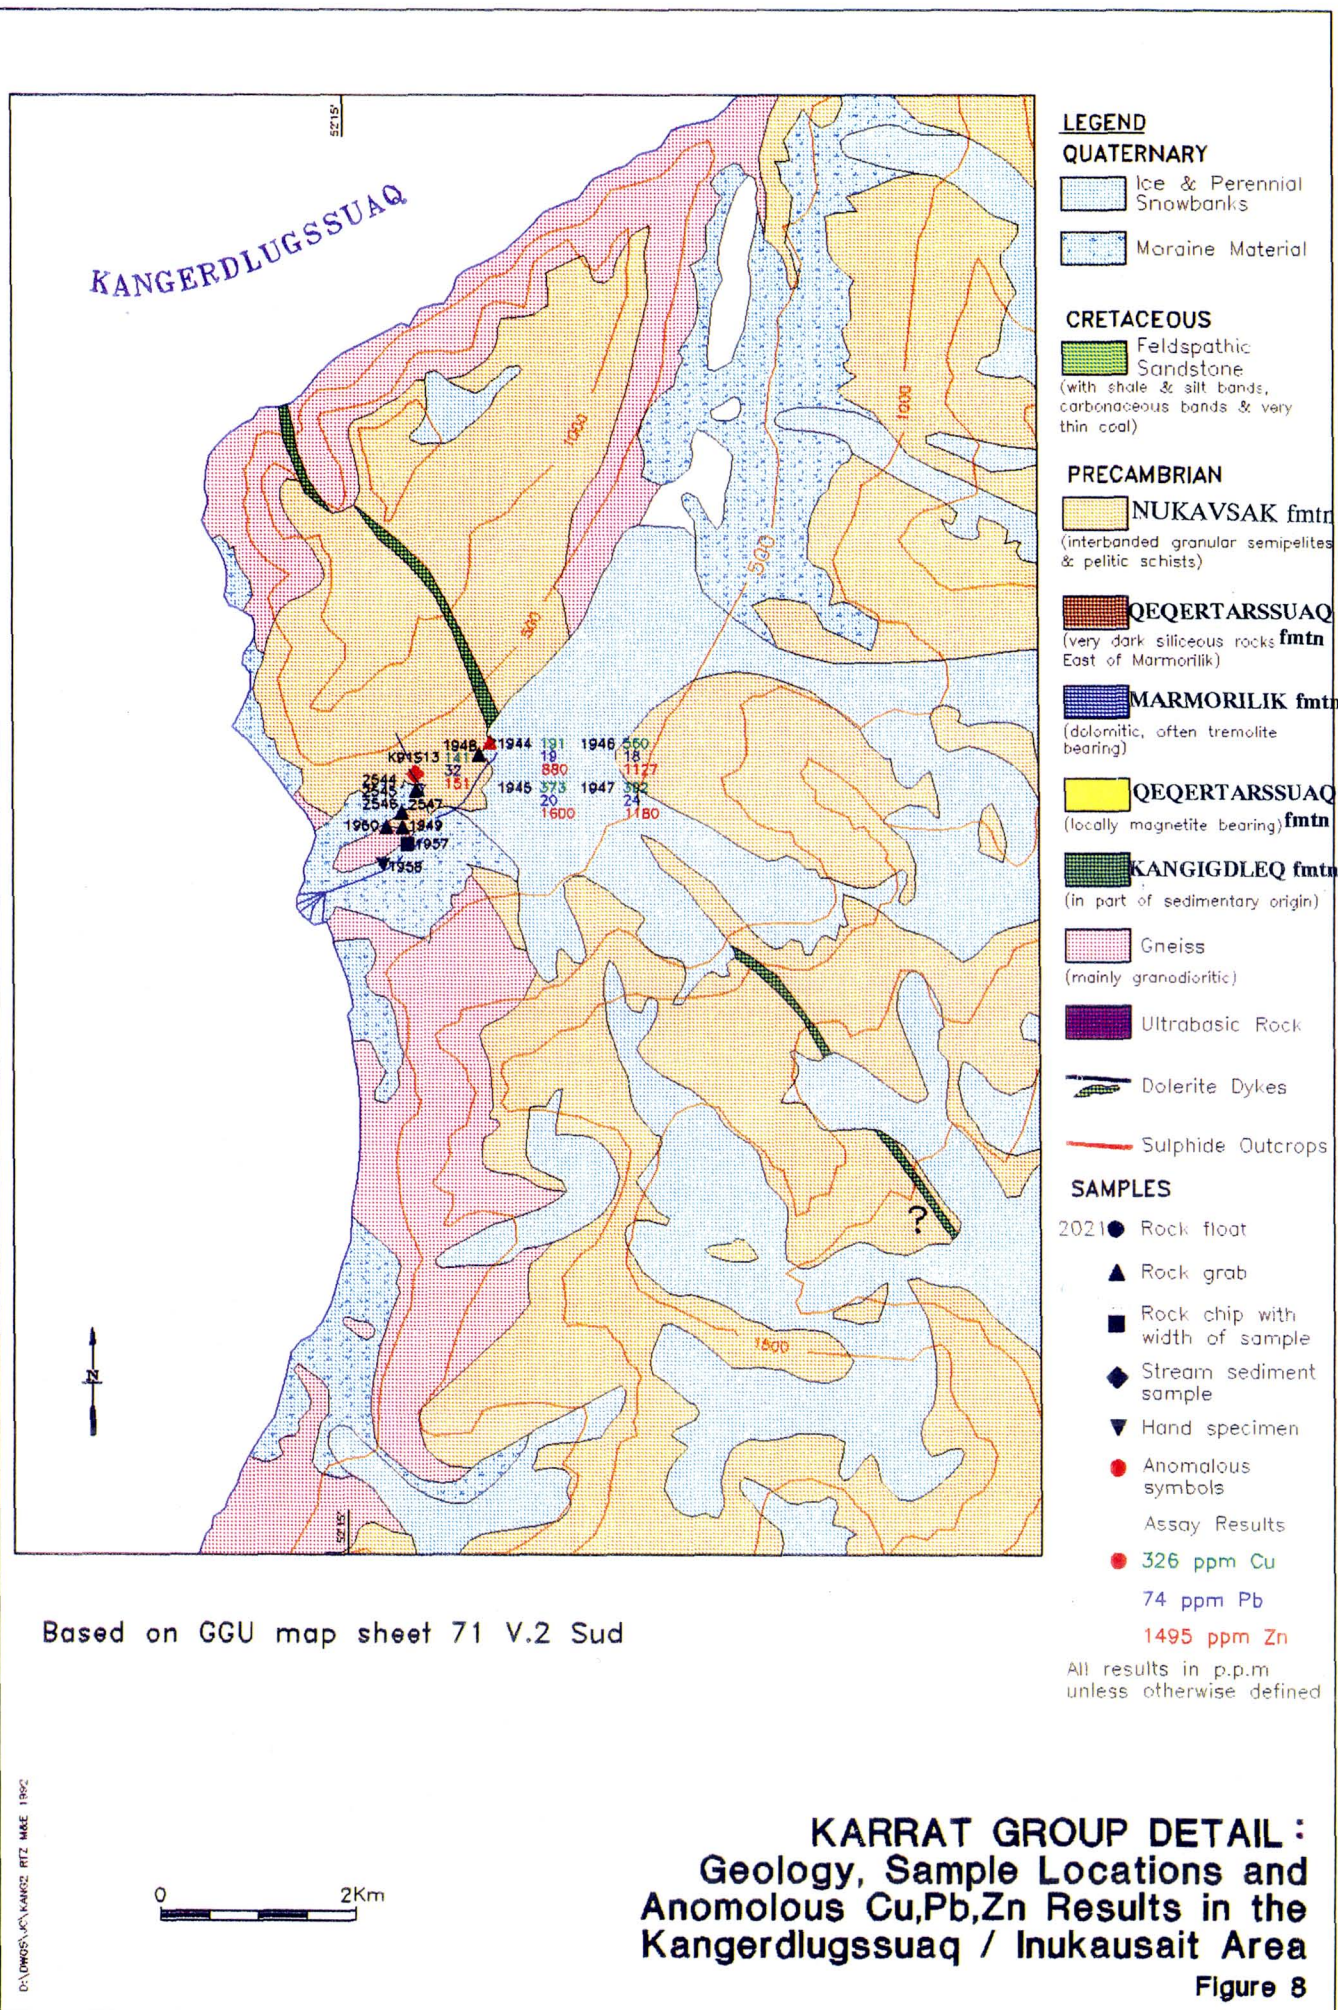 52°15'
KANGERDLUGSSUAQ
1000
1000
500
500
1948 1944 191 1946 560
K91513 141 19 18
32 880 1127
151
2544
2545 1945 373 1947 392
2546 2547 20 24
1600 1180
1949
1957
1958
?
1500
N
52°15'
LEGEND
QUATERNARY
Ice & Perennial
Snowbanks
Moraine Material
CRETACEOUS
Feldspathic
Sandstone
(with shale & silt bands,
carbonaceous bands & very
thin coal)
PRECAMBRIAN
NUKAVSAK fmtn
(interbanded granular semipelites
& pelitic schists)
QEQERTARSSUAQ
(very dark siliceous rocks fmtn
East of Marmorilik)
MARMORILIK fmtn
(dolomitic, often tremolite
bearing)
QEQERTARSSUAQ
(locally magnetite bearing) fmtn
KANGIGDLEQ fmtn
(in part of sedimentary origin)
Gneiss
(mainly granodioritic)
Ultrabasic Rock
Dolerite Dykes
Sulphide Outcrops
SAMPLES
2021 Rock float
Rock grab
Rock chip with
width of sample
Stream sediment
sample
Hand specimen
Anomalous
symbols
Assay Results
326 ppm Cu
74 ppm Pb
1495 ppm Zn
All results in p.p.m
unless otherwise defined
Based on GGU map sheet 71 V.2 Sud
0 2Km
KARRAT GROUP DETAIL :
Geology, Sample Locations and
Anomolous Cu,Pb,Zn Results in the
Kangerdlugssuaq / Inukausait Area
Figure 8
D:\DWGS\JC\KANG2 RTZ M&E 1992